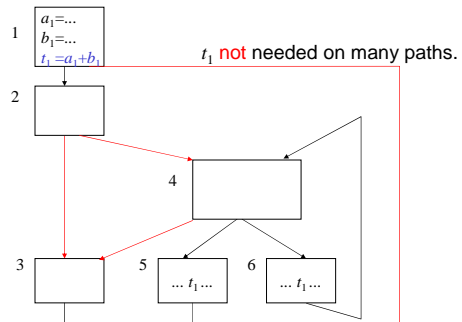 1
a₁=...
b₁=...
t₁ =a₁+b₁
t₁ not needed on many paths.
2
4
3
5
6
... t₁ ...
... t₁ ...